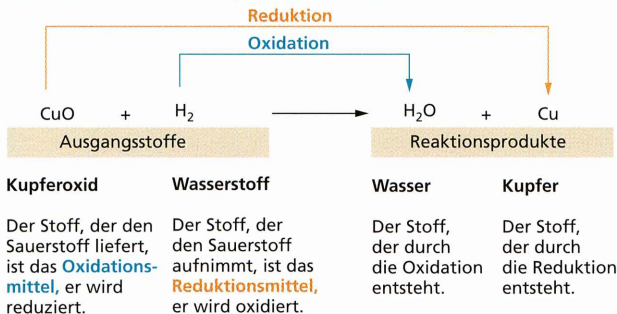 Reduktion
Oxidation
CuO + H₂ ⟶ H₂O + Cu
Ausgangsstoffe Reaktionsprodukte
Kupferoxid
Der Stoff, der den
Sauerstoff liefert,
ist das Oxidations-
mittel, er wird
reduziert.
Wasserstoff
Der Stoff, der
den Sauerstoff
aufnimmt, ist das
Reduktionsmittel,
er wird oxidiert.
Wasser
Der Stoff,
der durch
die Oxidation
entsteht.
Kupfer
Der Stoff,
der durch
die Reduktion
entsteht.